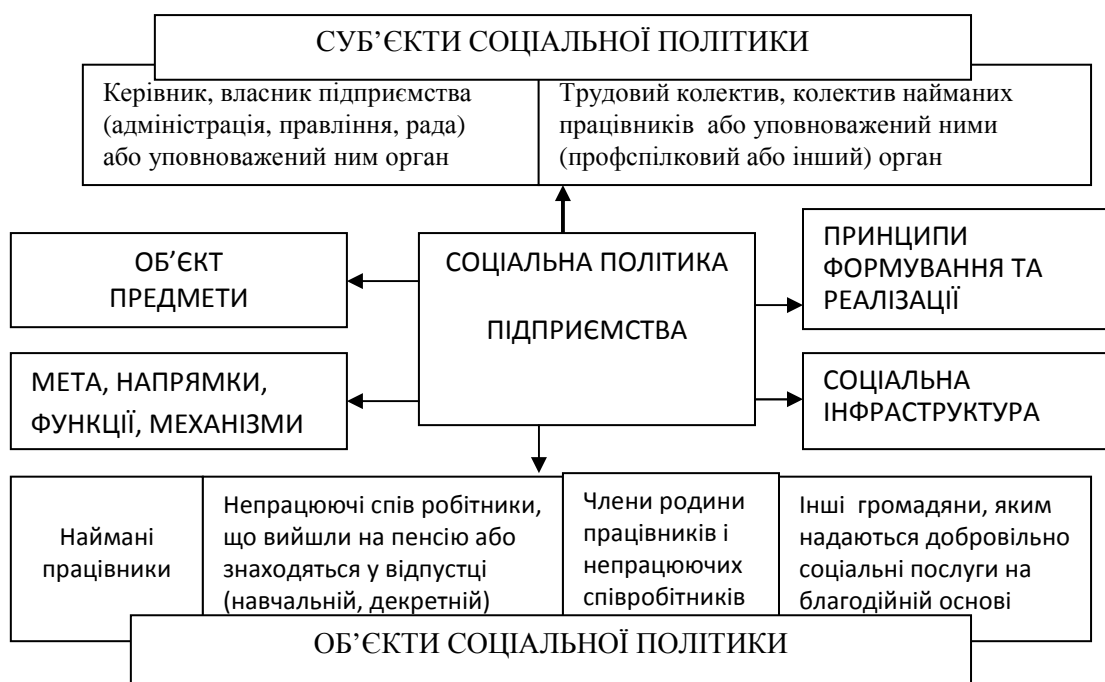 СУБ’ЄКТИ СОЦІАЛЬНОЇ ПОЛІТИКИ
Керівник, власник підприємства
(адміністрація, правління, рада)
або уповноважений ним орган
Трудовий колектив, колектив найманих
працівників або уповноважений ними
(профспілковий або інший) орган
ОБ’ЄКТ
ПРЕДМЕТИ
СОЦІАЛЬНА ПОЛІТИКА
ПІДПРИЄМСТВА
ПРИНЦИПИ
ФОРМУВАННЯ ТА
РЕАЛІЗАЦІЇ
МЕТА, НАПРЯМКИ,
ФУНКЦІЇ, МЕХАНІЗМИ
СОЦІАЛЬНА
ІНФРАСТРУКТУРА
Наймані
працівники
Непрацюючі спів робітники,
що вийшли на пенсію або
знаходяться у відпустці
(навчальній, декретній)
Члени родини
працівників і
непрацюючих
співробітників
Інші громадяни, яким
надаються добровільно
соціальні послуги на
благодійній основі
ОБ’ЄКТИ СОЦІАЛЬНОЇ ПОЛІТИКИ